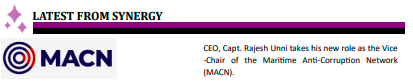 LATEST FROM SYNERGY
MACN
CEO, Capt. Rajesh Unni takes his new role as the Vice
-Chair of the Maritime Anti-Corruption Network
(MACN).